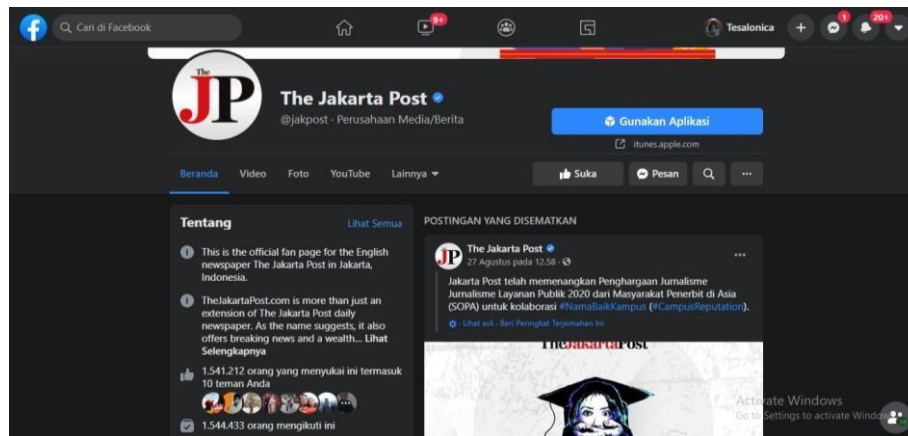 Cari di Facebook
9+
Tesalonica
1
20+
The
JP
The Jakarta Post
@jakpost · Perusahaan Media/Berita
Gunakan Aplikasi
itunes.apple.com
Beranda Video Foto YouTube Lainnya
Suka
Pesan
Tentang
Lihat Semua
This is the official fan page for the English
newspaper The Jakarta Post in Jakarta,
Indonesia.
TheJakartaPost.com is more than just an
extension of The Jakarta Post daily
newspaper. As the name suggests, it also
offers breaking news and a wealth... Lihat
Selengkapnya
1.541.212 orang yang menyukai ini termasuk
10 teman Anda
1.544.433 orang mengikuti ini
POSTINGAN YANG DISEMATKAN
JP
The Jakarta Post
27 Agustus pada 12.58 ·
Jakarta Post telah memenangkan Penghargaan Jurnalisme
Jurnalisme Layanan Publik 2020 dari Masyarakat Penerbit di Asia
(SOPA) untuk kolaborasi #NamaBaikKampus (#CampusReputation).
· Lihat asli · Beri Peringkat Terjemahan Ini
TheJakartaPost
Activate Windows
Go to Settings to activate Windows